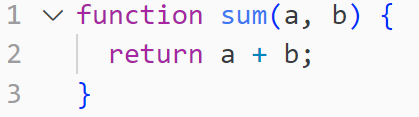 1 function sum(a, b) {
2 return a + b;
3 }